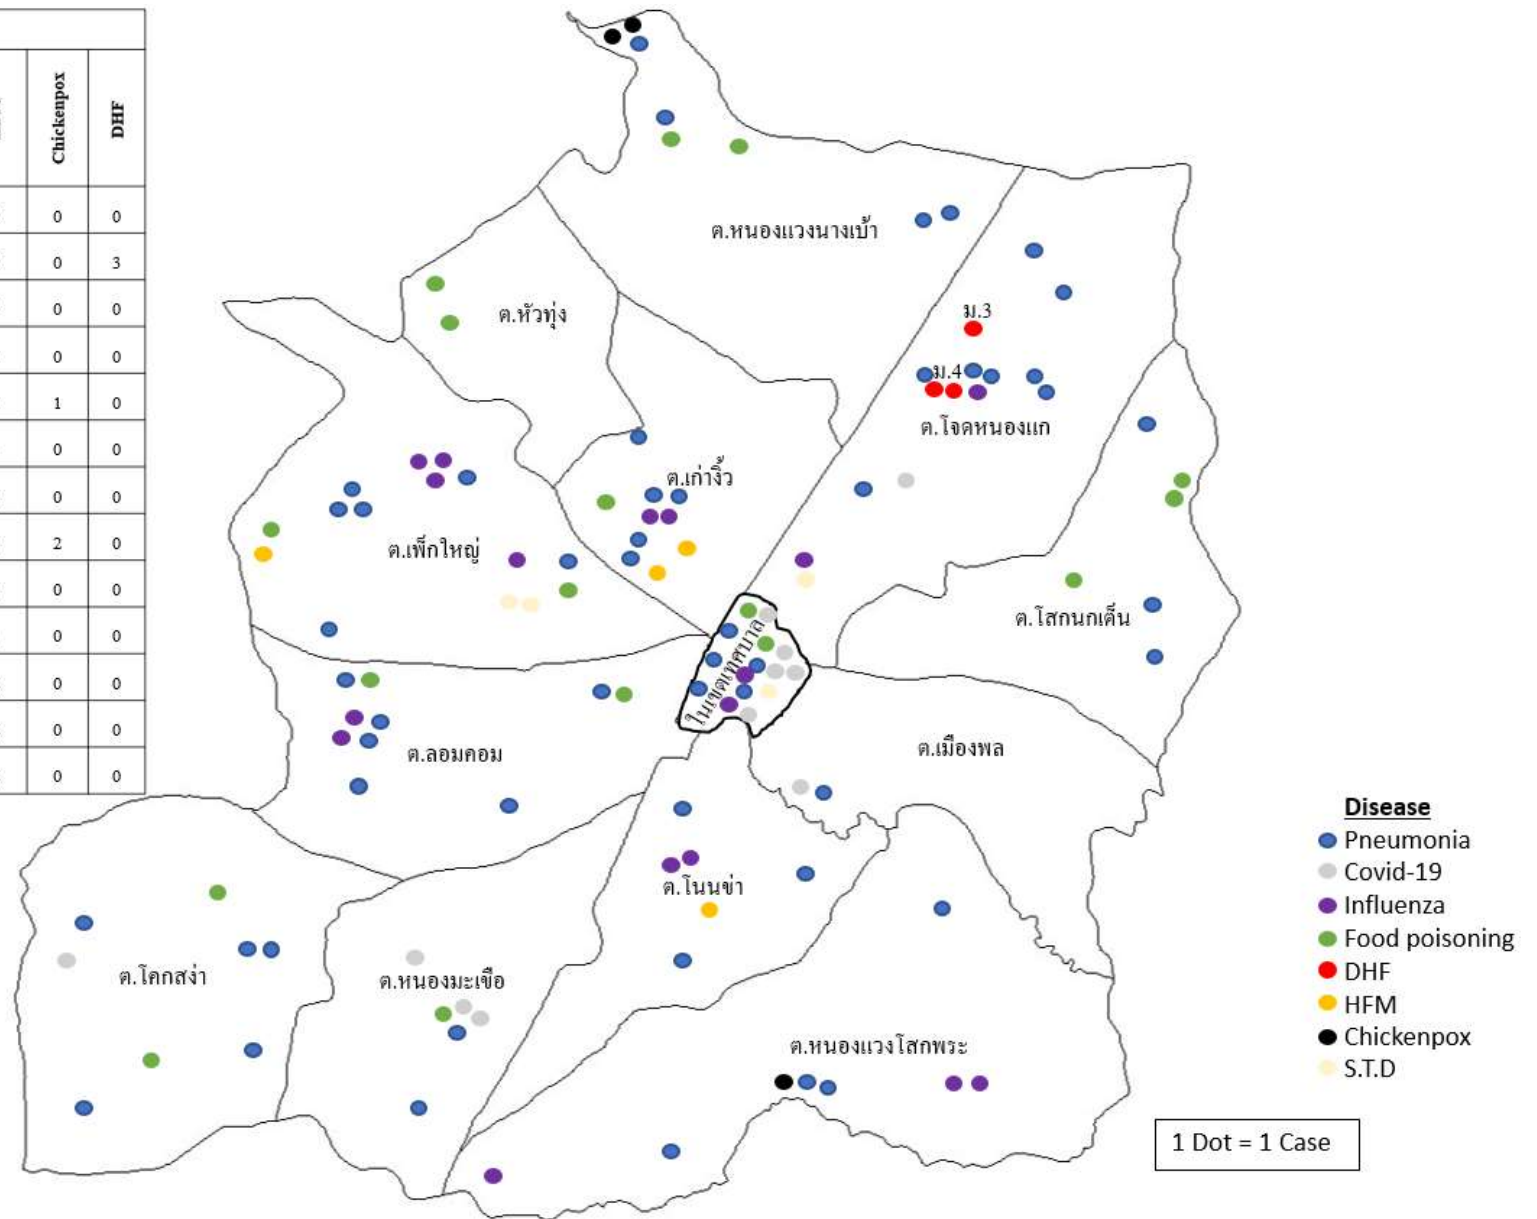 Chickenpox DHF
0 0
0 3
0 0
0 0
1 0
0 0
0 0
2 0
0 0
0 0
0 0
0 0
0 0
ต.หนองแวงนางเบ้า
ต.หัวทุ่ง
ม.3
ม.4
ต.โจดหนองแก
ต.เก่างิ้ว
ต.เพ็กใหญ่
ต.โสกนกเต็น
ในเขตเทศบาล
ต.ลอมคอม
ต.เมืองพล
ต.โนนข่า
ต.โคกสง่า
ต.หนองมะเขือ
ต.หนองแวงโสกพระ
Disease
Pneumonia
Covid-19
Influenza
Food poisoning
DHF
HFM
Chickenpox
S.T.D
1 Dot = 1 Case